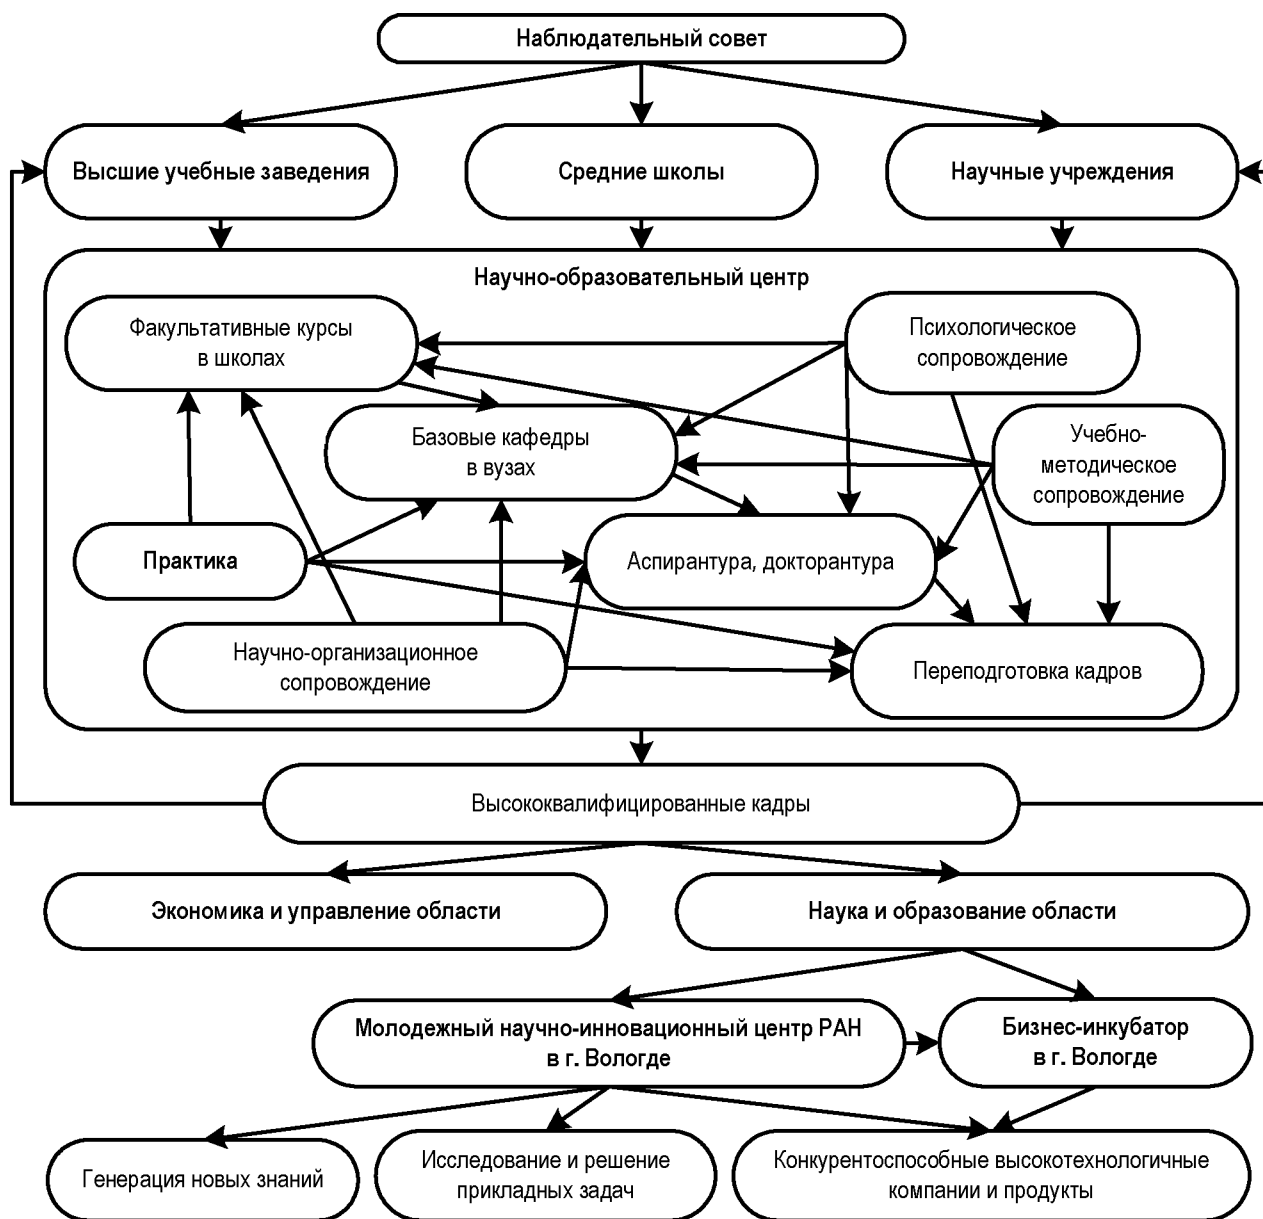 Наблюдательный совет
Высшие учебные заведения
Средние школы
Научные учреждения
Научно-образовательный центр
Факультативные курсы
в школах
Психологическое
сопровождение
Базовые кафедры
в вузах
Учебно-
методическое
сопровождение
Практика
Аспирантура, докторантура
Научно-организационное
сопровождение
Переподготовка кадров
Высококвалифицированные кадры
Экономика и управление области
Наука и образование области
Молодежный научно-инновационный центр РАН
в г. Вологде
Бизнес-инкубатор
в г. Вологде
Генерация новых знаний
Исследование и решение
прикладных задач
Конкурентоспособные высокотехнологичные
компании и продукты